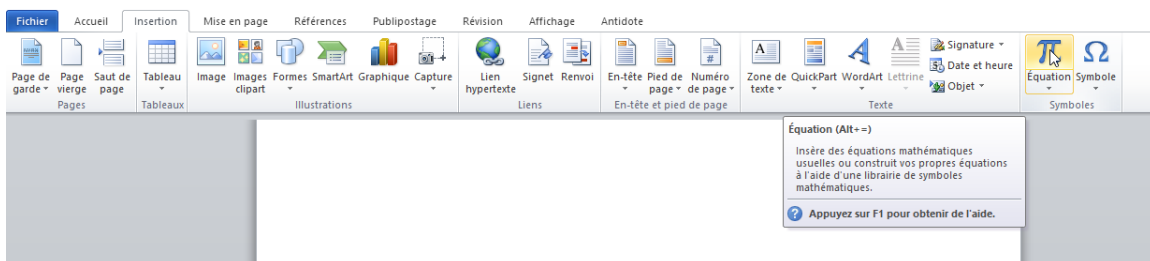 Fichier Accueil Insertion Mise en page Références Publipostage Révision Affichage Antidote
Page de garde
Page vierge
Saut de page
Pages
Tableau
Tableaux
Image
Images clipart
Formes
SmartArt
Graphique
Capture
Illustrations
Lien hypertexte
Signet
Renvoi
Liens
En-tête
Pied de page
Numéro de page
#
En-tête et pied de page
A
Zone de texte
QuickPart
A
WordArt
A
Lettrine
Signature
Date et heure
Objet
Texte
π
Équation
Ω
Symbole
Symboles
Équation (Alt+=)
Insère des équations mathématiques
usuelles ou construit vos propres équations
à l'aide d'une librairie de symboles
mathématiques.
? Appuyez sur F1 pour obtenir de l'aide.